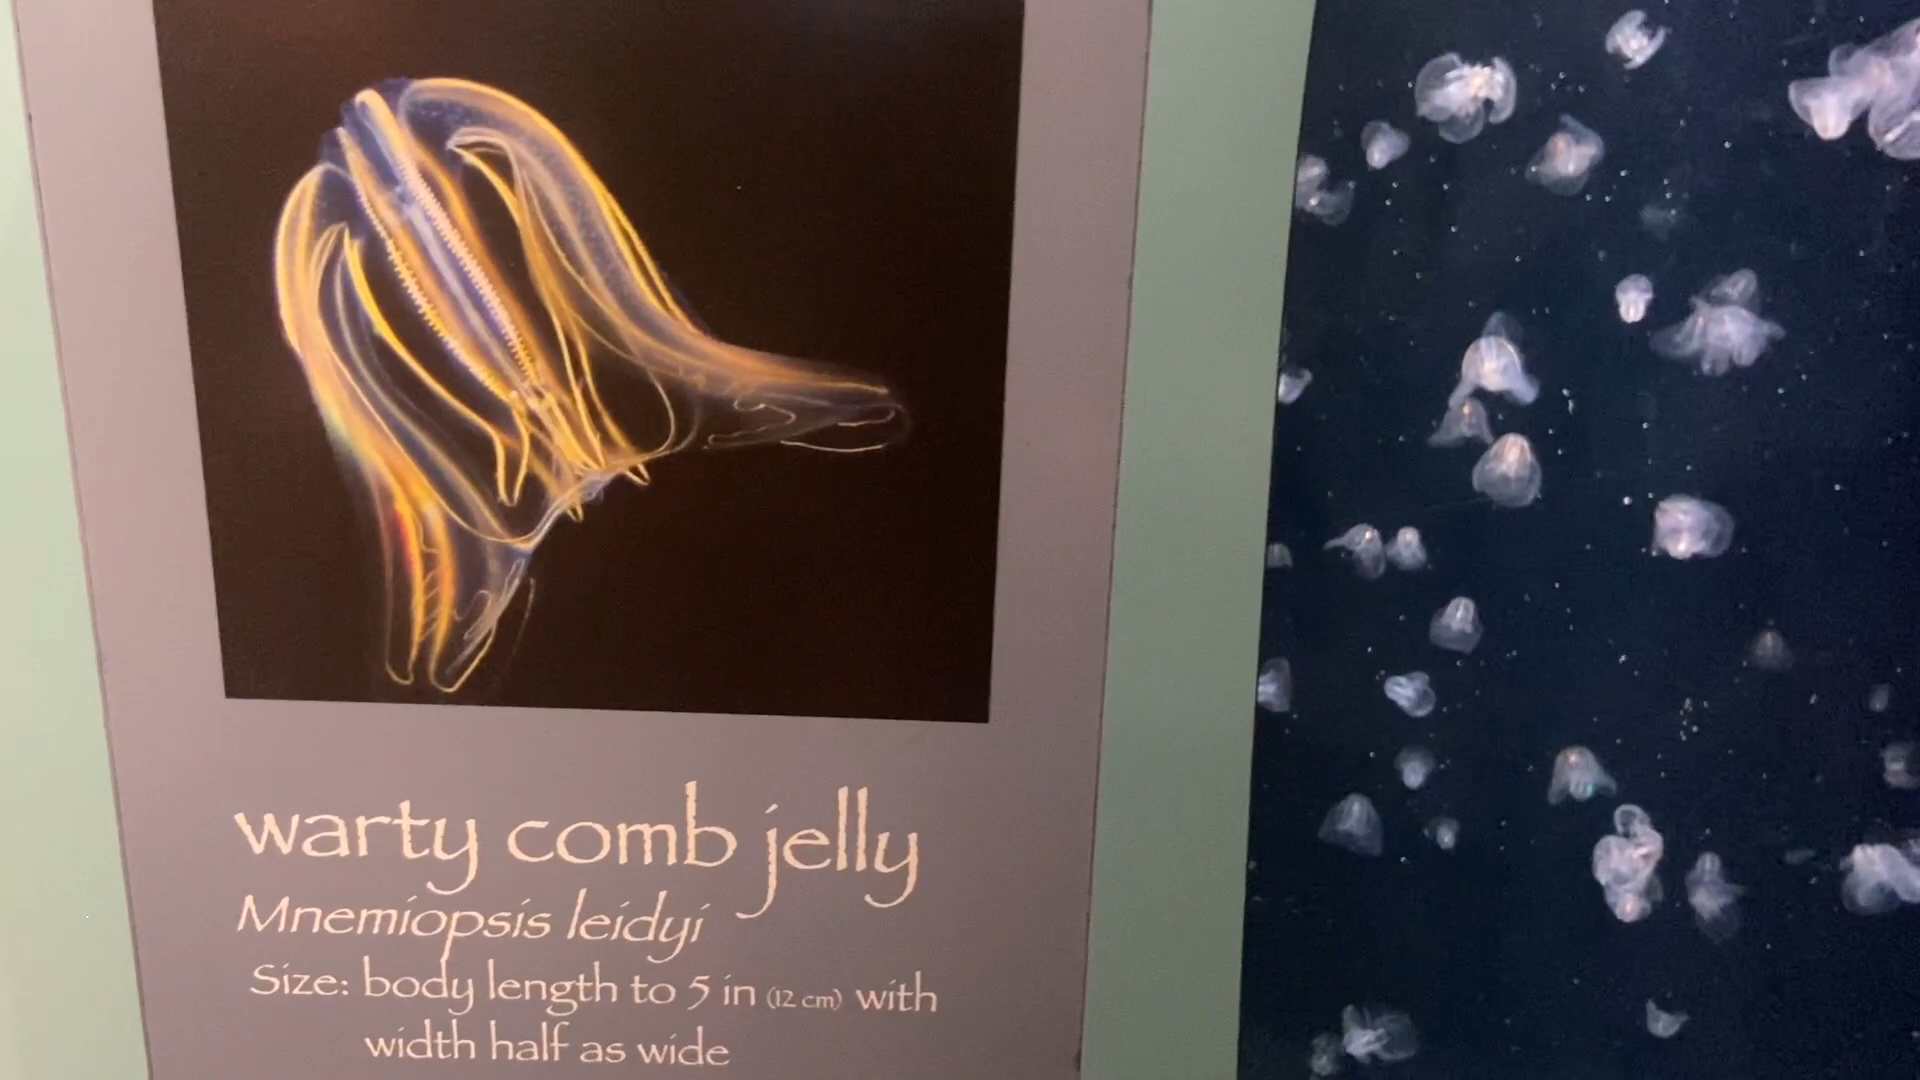 warty comb jelly
Mnemiopsis leidyi
Size: body length to 5 in (12 cm) with
width half as wide